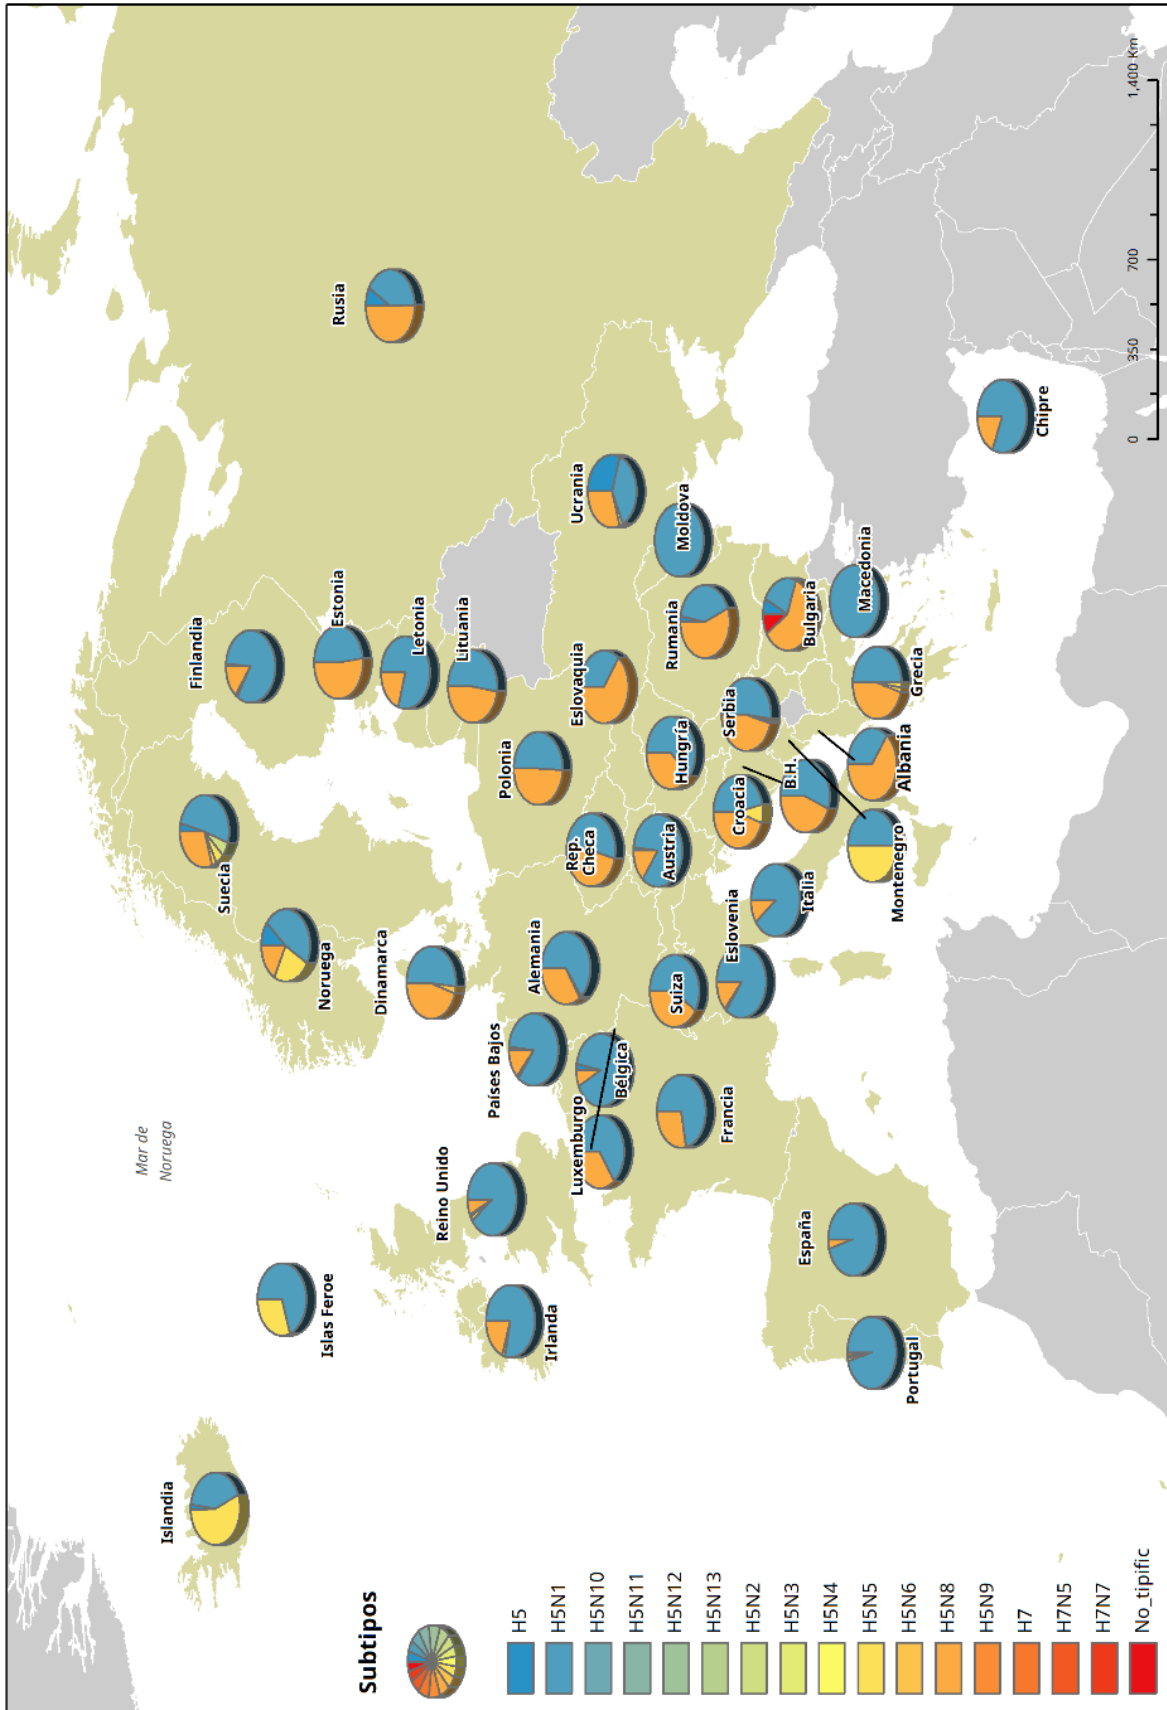 Mar de
Noruega
Islandia
Islas Feroe
Noruega
Suecia
Finlandia
Rusia
Estonia
Letonia
Lituania
Dinamarca
Reino Unido
Irlanda
Países Bajos
Alemania
Polonia
Ucrania
Luxemburgo
Bélgica
Rep.
Checa
Eslovaquia
Moldova
Francia
Suiza
Austria
Hungría
Rumania
Eslovenia
Croacia
Serbia
Bulgaria
Italia
B.H.
Macedonia
España
Portugal
Montenegro
Albania
Grecia
Chipre
Subtipos
H5
H5N1
H5N10
H5N11
H5N12
H5N13
H5N2
H5N3
H5N4
H5N5
H5N6
H5N8
H5N9
H7
H7N5
H7N7
No_tipific
0 350 700 1,400 Km